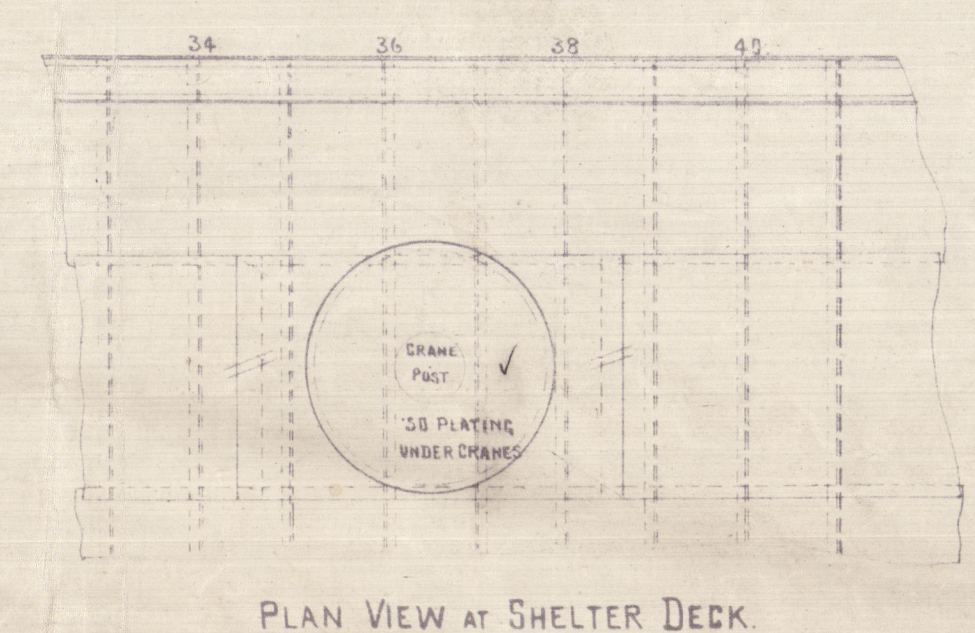 34 36 38 40
CRANE
POST
'50 PLATING
UNDER CRANES
PLAN VIEW AT SHELTER DECK.